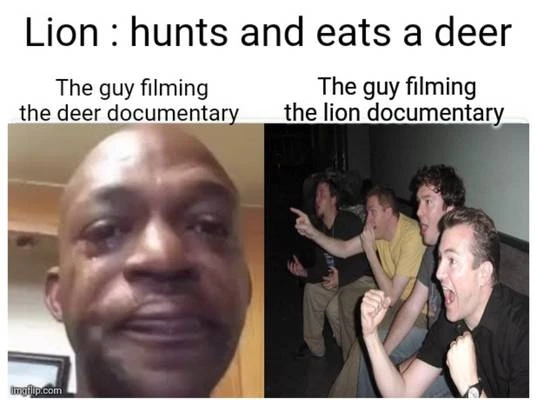 Lion : hunts and eats a deer
The guy filming
the deer documentary
The guy filming
the lion documentary
imgflip.com